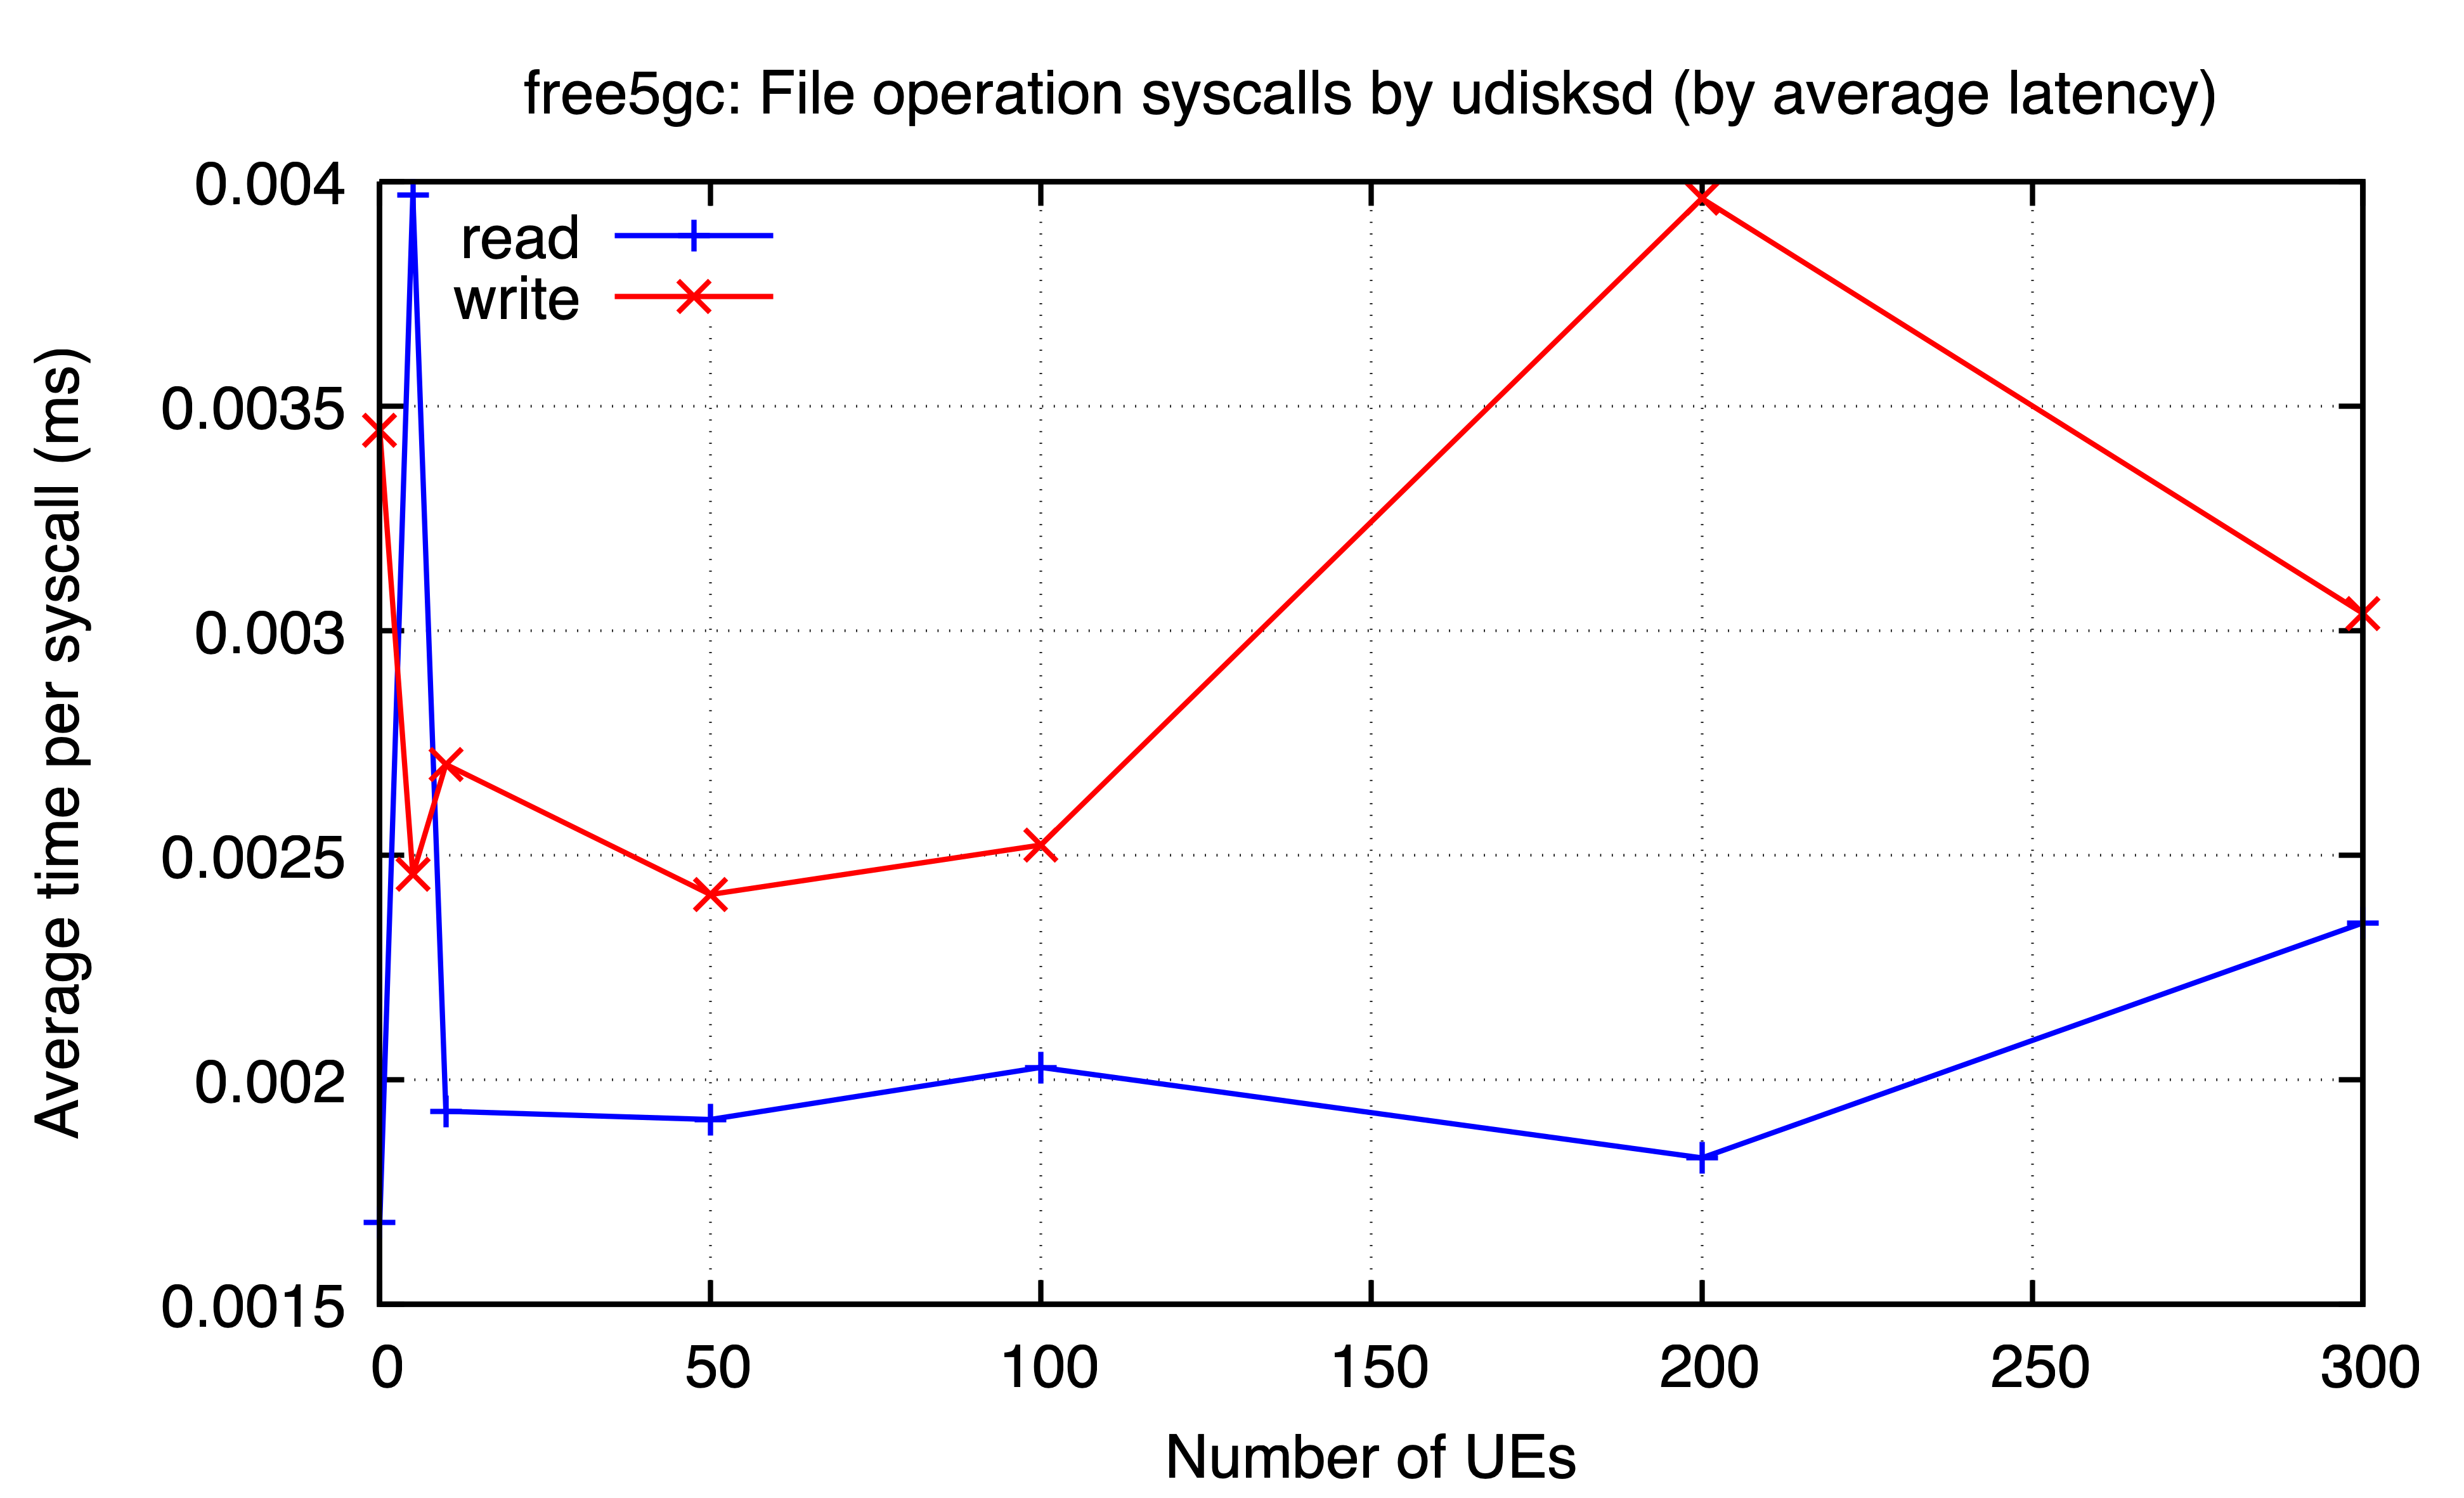 free5gc: File operation syscalls by udisksd (by average latency)
0.004
read
write
0.0035
0.003
0.0025
0.002
0.0015
Average time per syscall (ms)
0 50 100 150 200 250 300
Number of UEs